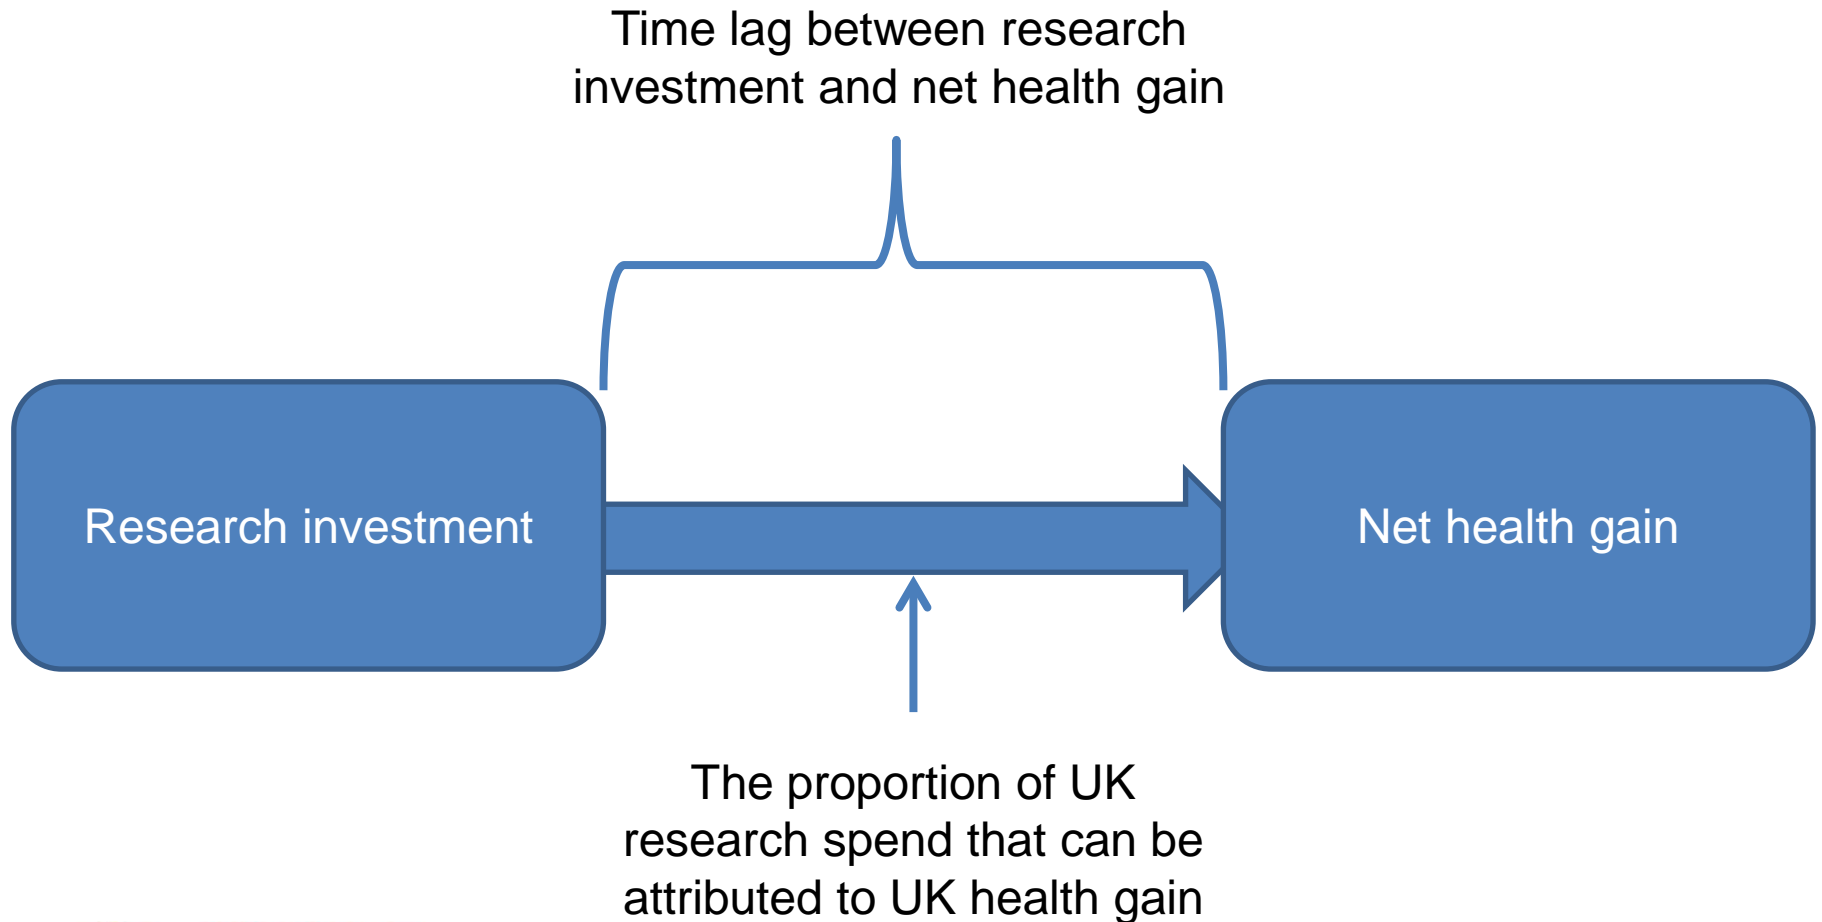 Time lag between research
investment and net health gain
Research investment
Net health gain
The proportion of UK
research spend that can be
attributed to UK health gain